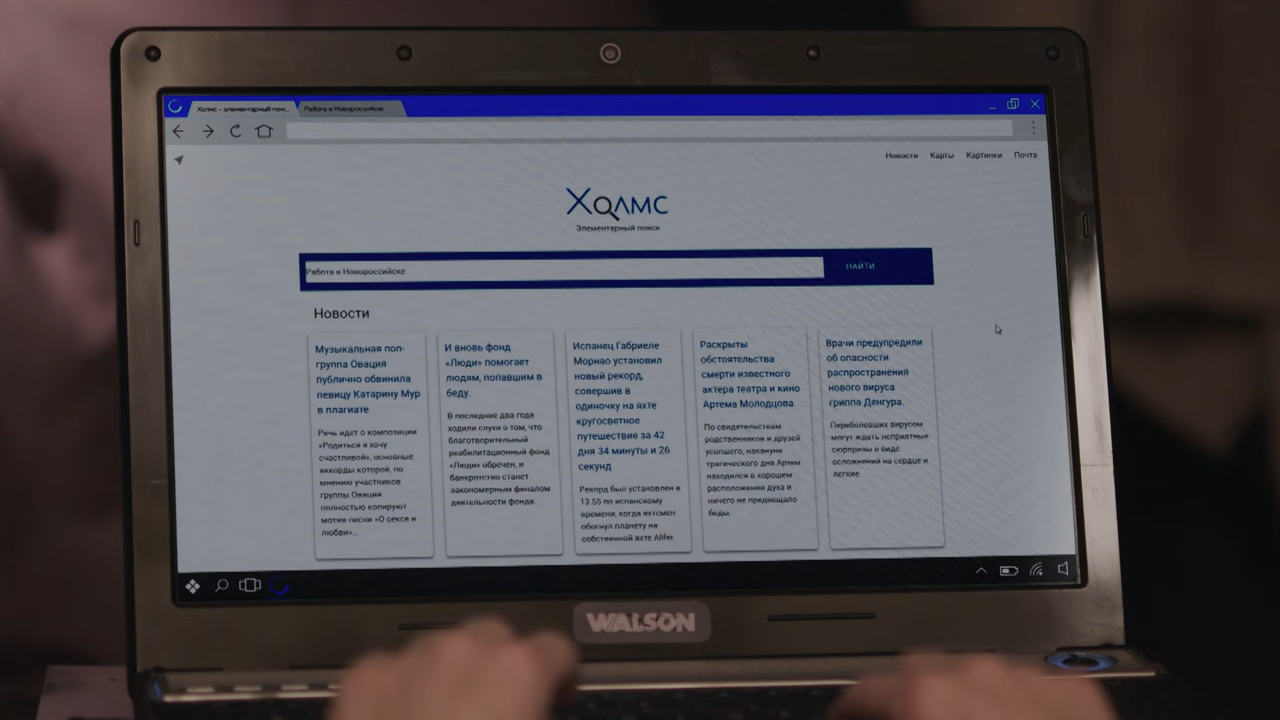 Холмс - элементарный пои...
Работа в Новороссийске
Новости Карты Картинки Почта
Холмс
Элементарный поиск
Работа в Новороссийске
НАЙТИ
Новости
Музыкальная поп-
группа Овация
публично обвинила
певицу Катарину Мур
в плагиате
Речь идет о композиции
«Родиться я хочу
счастливой», основные
аккорды которой, по
мнению участников
группы Овация
полностью копируют
мотив песни «О сексе и
любви»...
И вновь фонд
«Люди» помогает
людям, попавшим в
беду.
В последние два года
ходили слухи о том, что
благотворительный
реабилитационный фонд
«Люди» обречен, и
банкротство станет
закономерным финалом
деятельности фонда.
Испанец Габриеле
Морнао установил
новый рекорд,
совершив в
одиночку на яхте
кругосветное
путешествие за 42
дня 34 минуты и 26
секунд
Рекорд был установлен в
13.55 по испанскому
времени, когда яхтсмен
обогнул планету на
собственной яхте Alifer.
Раскрыты
обстоятельства
смерти известного
актера театра и кино
Артема Молодцова.
По свидетельствам
родственников и друзей
усопшего, накануне
трагического дня Артем
находился в хорошем
расположении духа и
ничего не предвещало
беды.
Врачи предупредили
об опасности
распространения
нового вируса
гриппа Денгура.
Переболевших вирусом
могут ждать неприятные
сюрпризы в виде
осложнений на сердце и
легкие.
WALSON